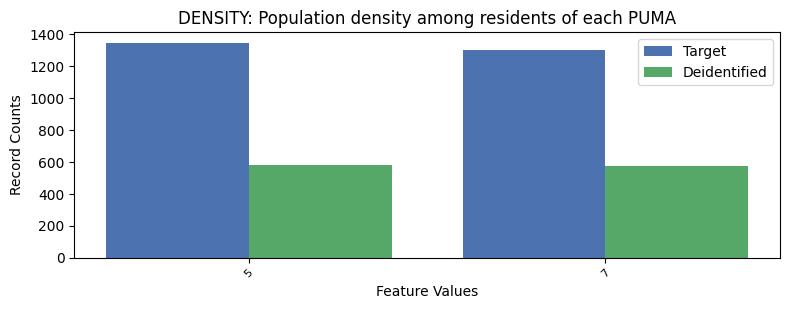 DENSITY: Population density among residents of each PUMA
Target
Deidentified
Record Counts
1400
1200
1000
800
600
400
200
0
5
7
Feature Values